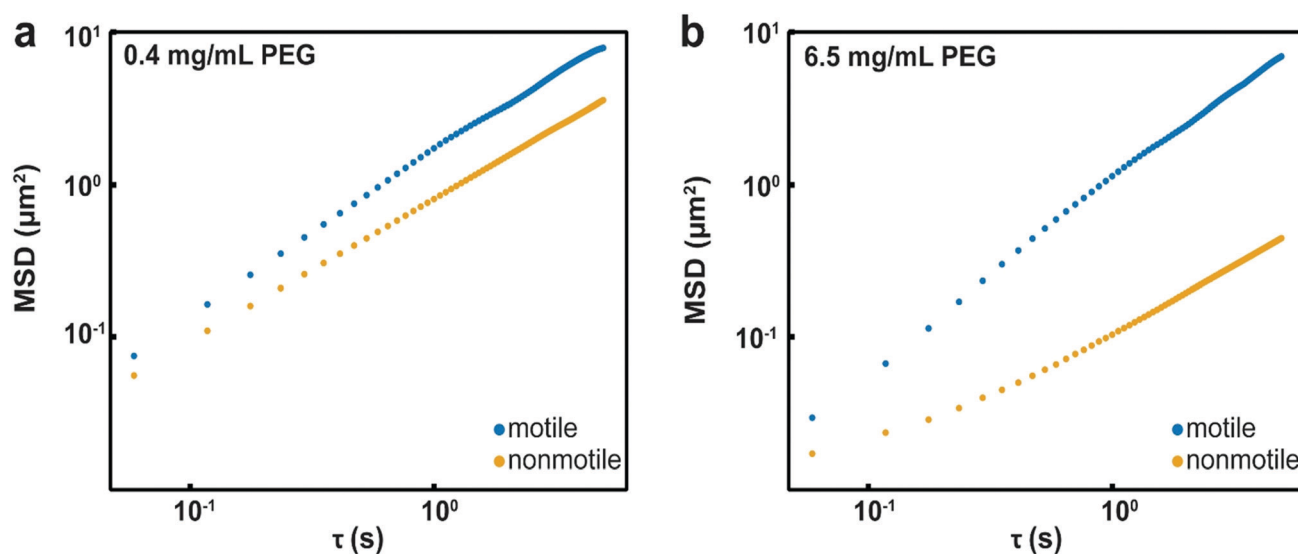 a
0.4 mg/mL PEG
MSD (µm²)
10¹
10⁰
10⁻¹
motile
nonmotile
10⁻¹ 10⁰
τ (s)
b
6.5 mg/mL PEG
MSD (µm²)
10¹
10⁰
10⁻¹
motile
nonmotile
10⁻¹ 10⁰
τ (s)